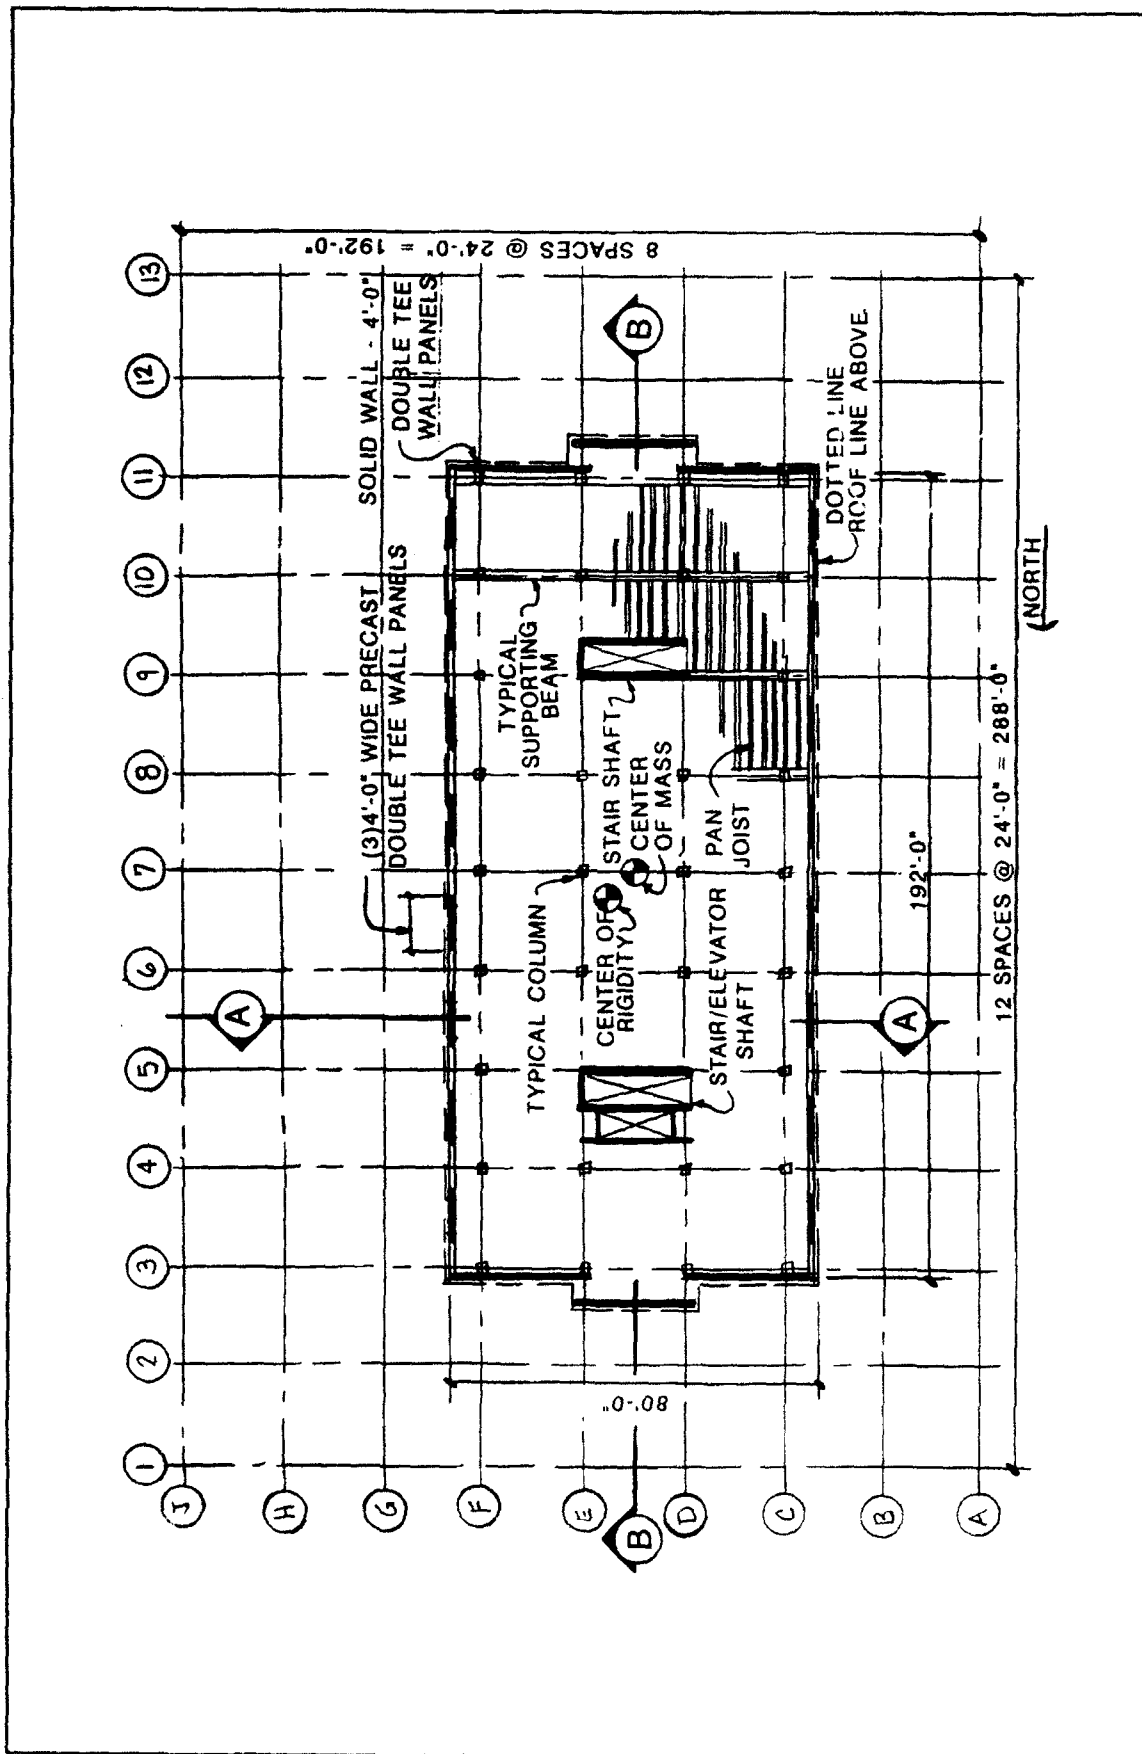 8 SPACES @ 24'-0" = 192'-0"
13
12
11
10
9
8
7
6
5
4
3
2
1
SOLID WALL - 4'-0"
DOUBLE TEE
WALL PANELS
(3)4'-0" WIDE PRECAST
DOUBLE TEE WALL PANELS
B
A
TYPICAL
SUPPORTING
BEAM
STAIR SHAFT
CENTER
OF MASS
TYPICAL COLUMN
CENTER OF
RIGIDITY
PAN
JOIST
STAIR/ELEVATOR
SHAFT
DOTTED LINE
ROOF LINE ABOVE
A
B
80'-0"
192'-0"
12 SPACES @ 24'-0" = 288'-0"
NORTH
J
H
G
F
E
D
C
B
A